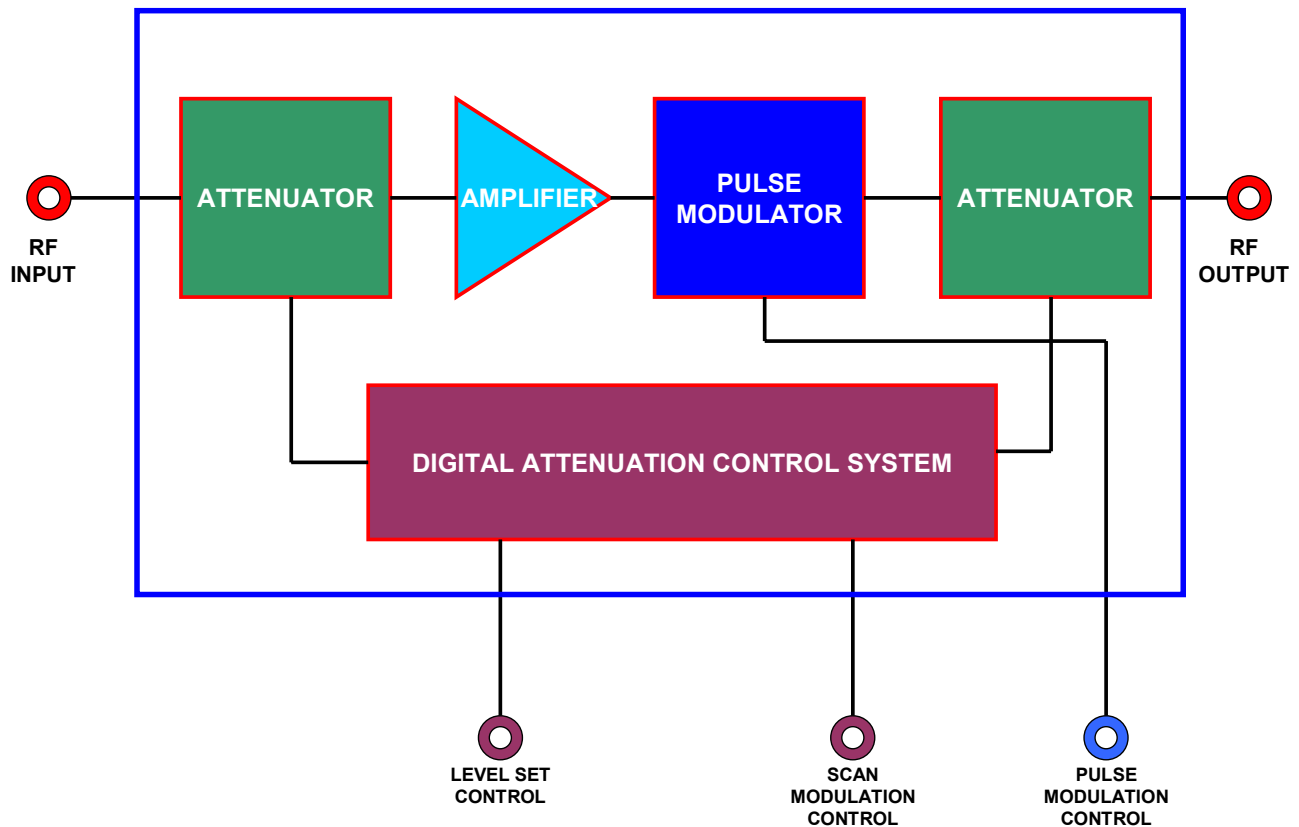 ATTENUATOR
AMPLIFIER
PULSE
MODULATOR
ATTENUATOR
RF
INPUT
RF
OUTPUT
DIGITAL ATTENUATION CONTROL SYSTEM
LEVEL SET
CONTROL
SCAN
MODULATION
CONTROL
PULSE
MODULATION
CONTROL